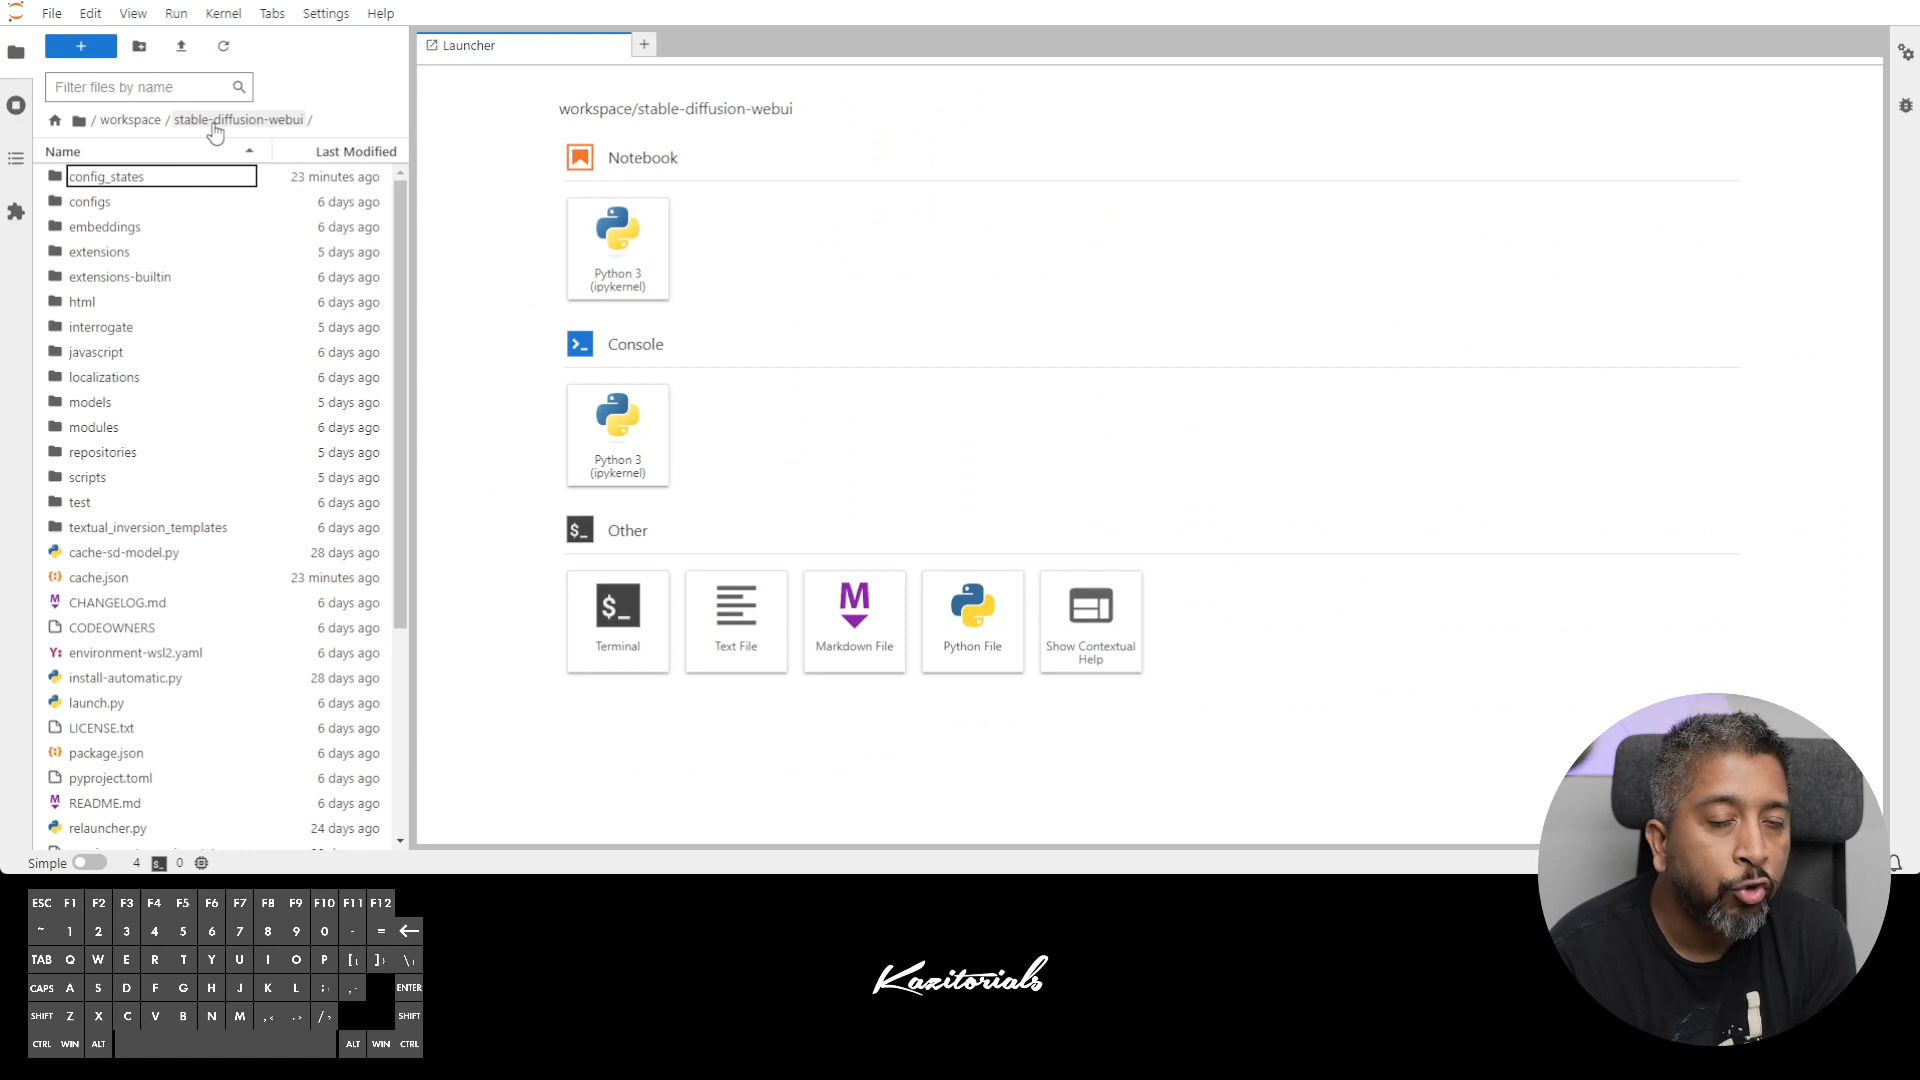 File Edit View Run Kernel Tabs Settings Help
Launcher
Filter files by name
/ workspace / stable-diffusion-webui /
Name Last Modified
config_states 23 minutes ago
configs 6 days ago
embeddings 6 days ago
extensions 5 days ago
extensions-builtin 6 days ago
html 6 days ago
interrogate 5 days ago
javascript 6 days ago
localizations 6 days ago
models 5 days ago
modules 6 days ago
repositories 5 days ago
scripts 5 days ago
test 6 days ago
textual_inversion_templates 6 days ago
cache-sd-model.py 28 days ago
cache.json 23 minutes ago
CHANGELOG.md 6 days ago
CODEOWNERS 6 days ago
environment-wsl2.yaml 6 days ago
install-automatic.py 28 days ago
launch.py 6 days ago
LICENSE.txt 6 days ago
package.json 6 days ago
pyproject.toml 6 days ago
README.md 6 days ago
relauncher.py 24 days ago
workspace/stable-diffusion-webui
Notebook
Python 3
(ipykernel)
Console
Python 3
(ipykernel)
$_ Other
$_
Terminal
Text File
Markdown File
Python File
Show Contextual
Help
Simple 4 $_ 0
ESC F1 F2 F3 F4 F5 F6 F7 F8 F9 F10 F11 F12
~ 1 2 3 4 5 6 7 8 9 0 - =
TAB Q W E R T Y U I O P
CAPS A S D F G H J K L ENTER
SHIFT Z X C V B N M SHIFT
CTRL WIN ALT ALT WIN CTRL
Kazitorials